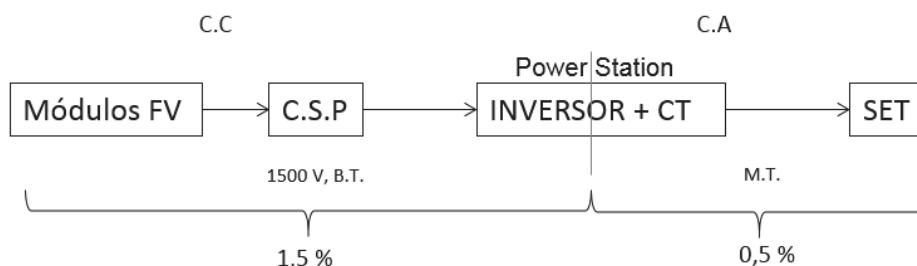 C.C
C.A
Power Station
Módulos FV
C.S.P
INVERSOR + CT
SET
1500 V, B.T.
M.T.
1.5 %
0,5 %